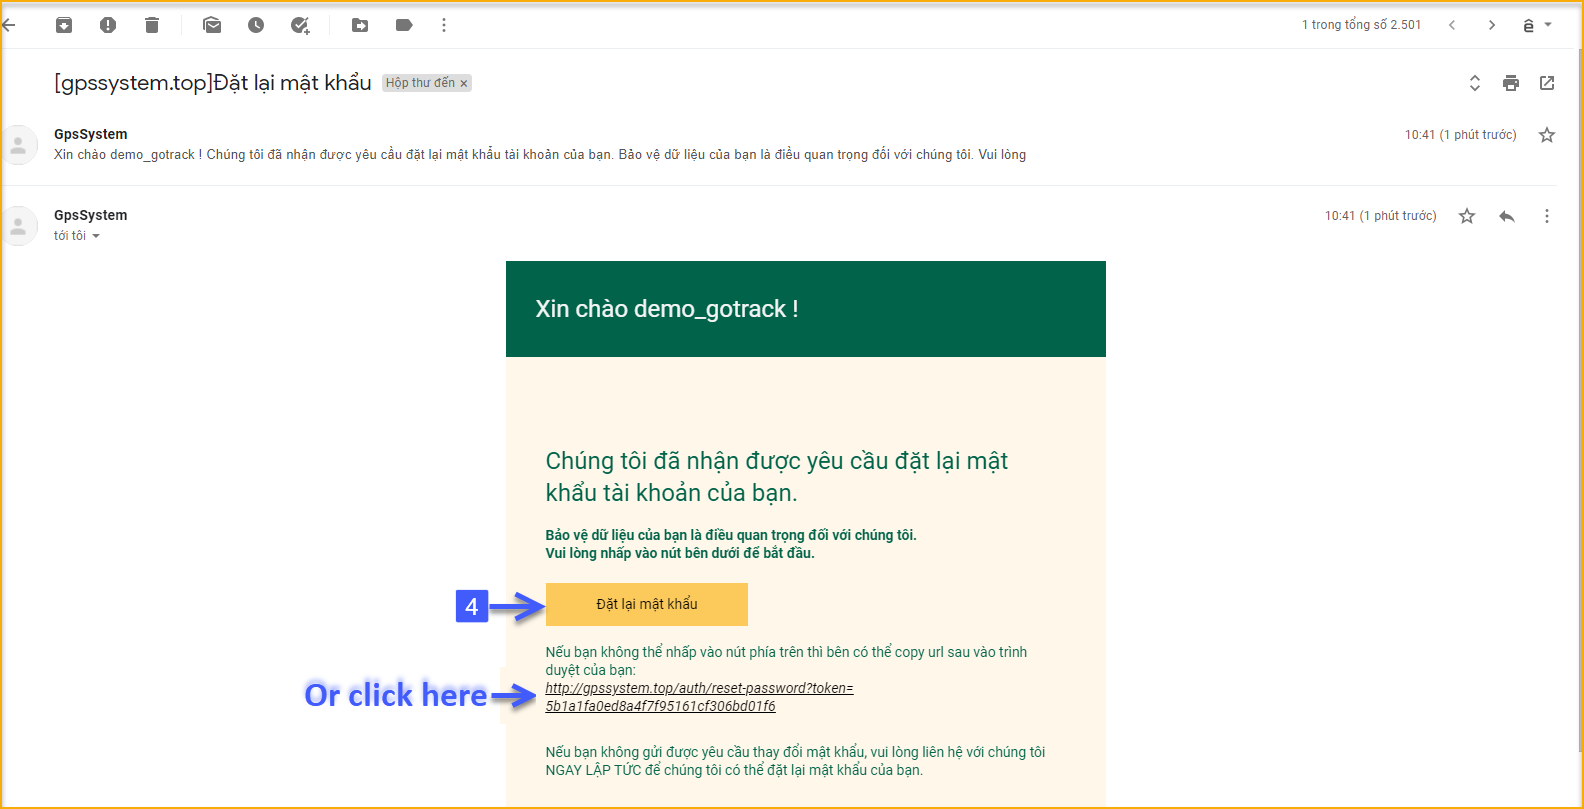 1 trong tổng số 2.501
[gpssystem.top]Đặt lại mật khẩu
Hộp thư đến ×
GpsSystem
10:41 (1 phút trước)
Xin chào demo_gotrack ! Chúng tôi đã nhận được yêu cầu đặt lại mật khẩu tài khoản của bạn. Bảo vệ dữ liệu của bạn là điều quan trọng đối với chúng tôi. Vui lòng
GpsSystem
10:41 (1 phút trước)
tới tôi
Xin chào demo_gotrack !
Chúng tôi đã nhận được yêu cầu đặt lại mật
khẩu tài khoản của bạn.
Bảo vệ dữ liệu của bạn là điều quan trọng đối với chúng tôi.
Vui lòng nhấp vào nút bên dưới để bắt đầu.
4
Đặt lại mật khẩu
Nếu bạn không thể nhấp vào nút phía trên thì bên có thể copy url sau vào trình
duyệt của bạn:
Or click here
http://gpssystem.top/auth/reset-password?token=
5b1a1fa0ed8a4f7f95161cf306bd01f6
Nếu bạn không gửi được yêu cầu thay đổi mật khẩu, vui lòng liên hệ với chúng tôi
NGAY LẬP TỨC để chúng tôi có thể đặt lại mật khẩu của bạn.